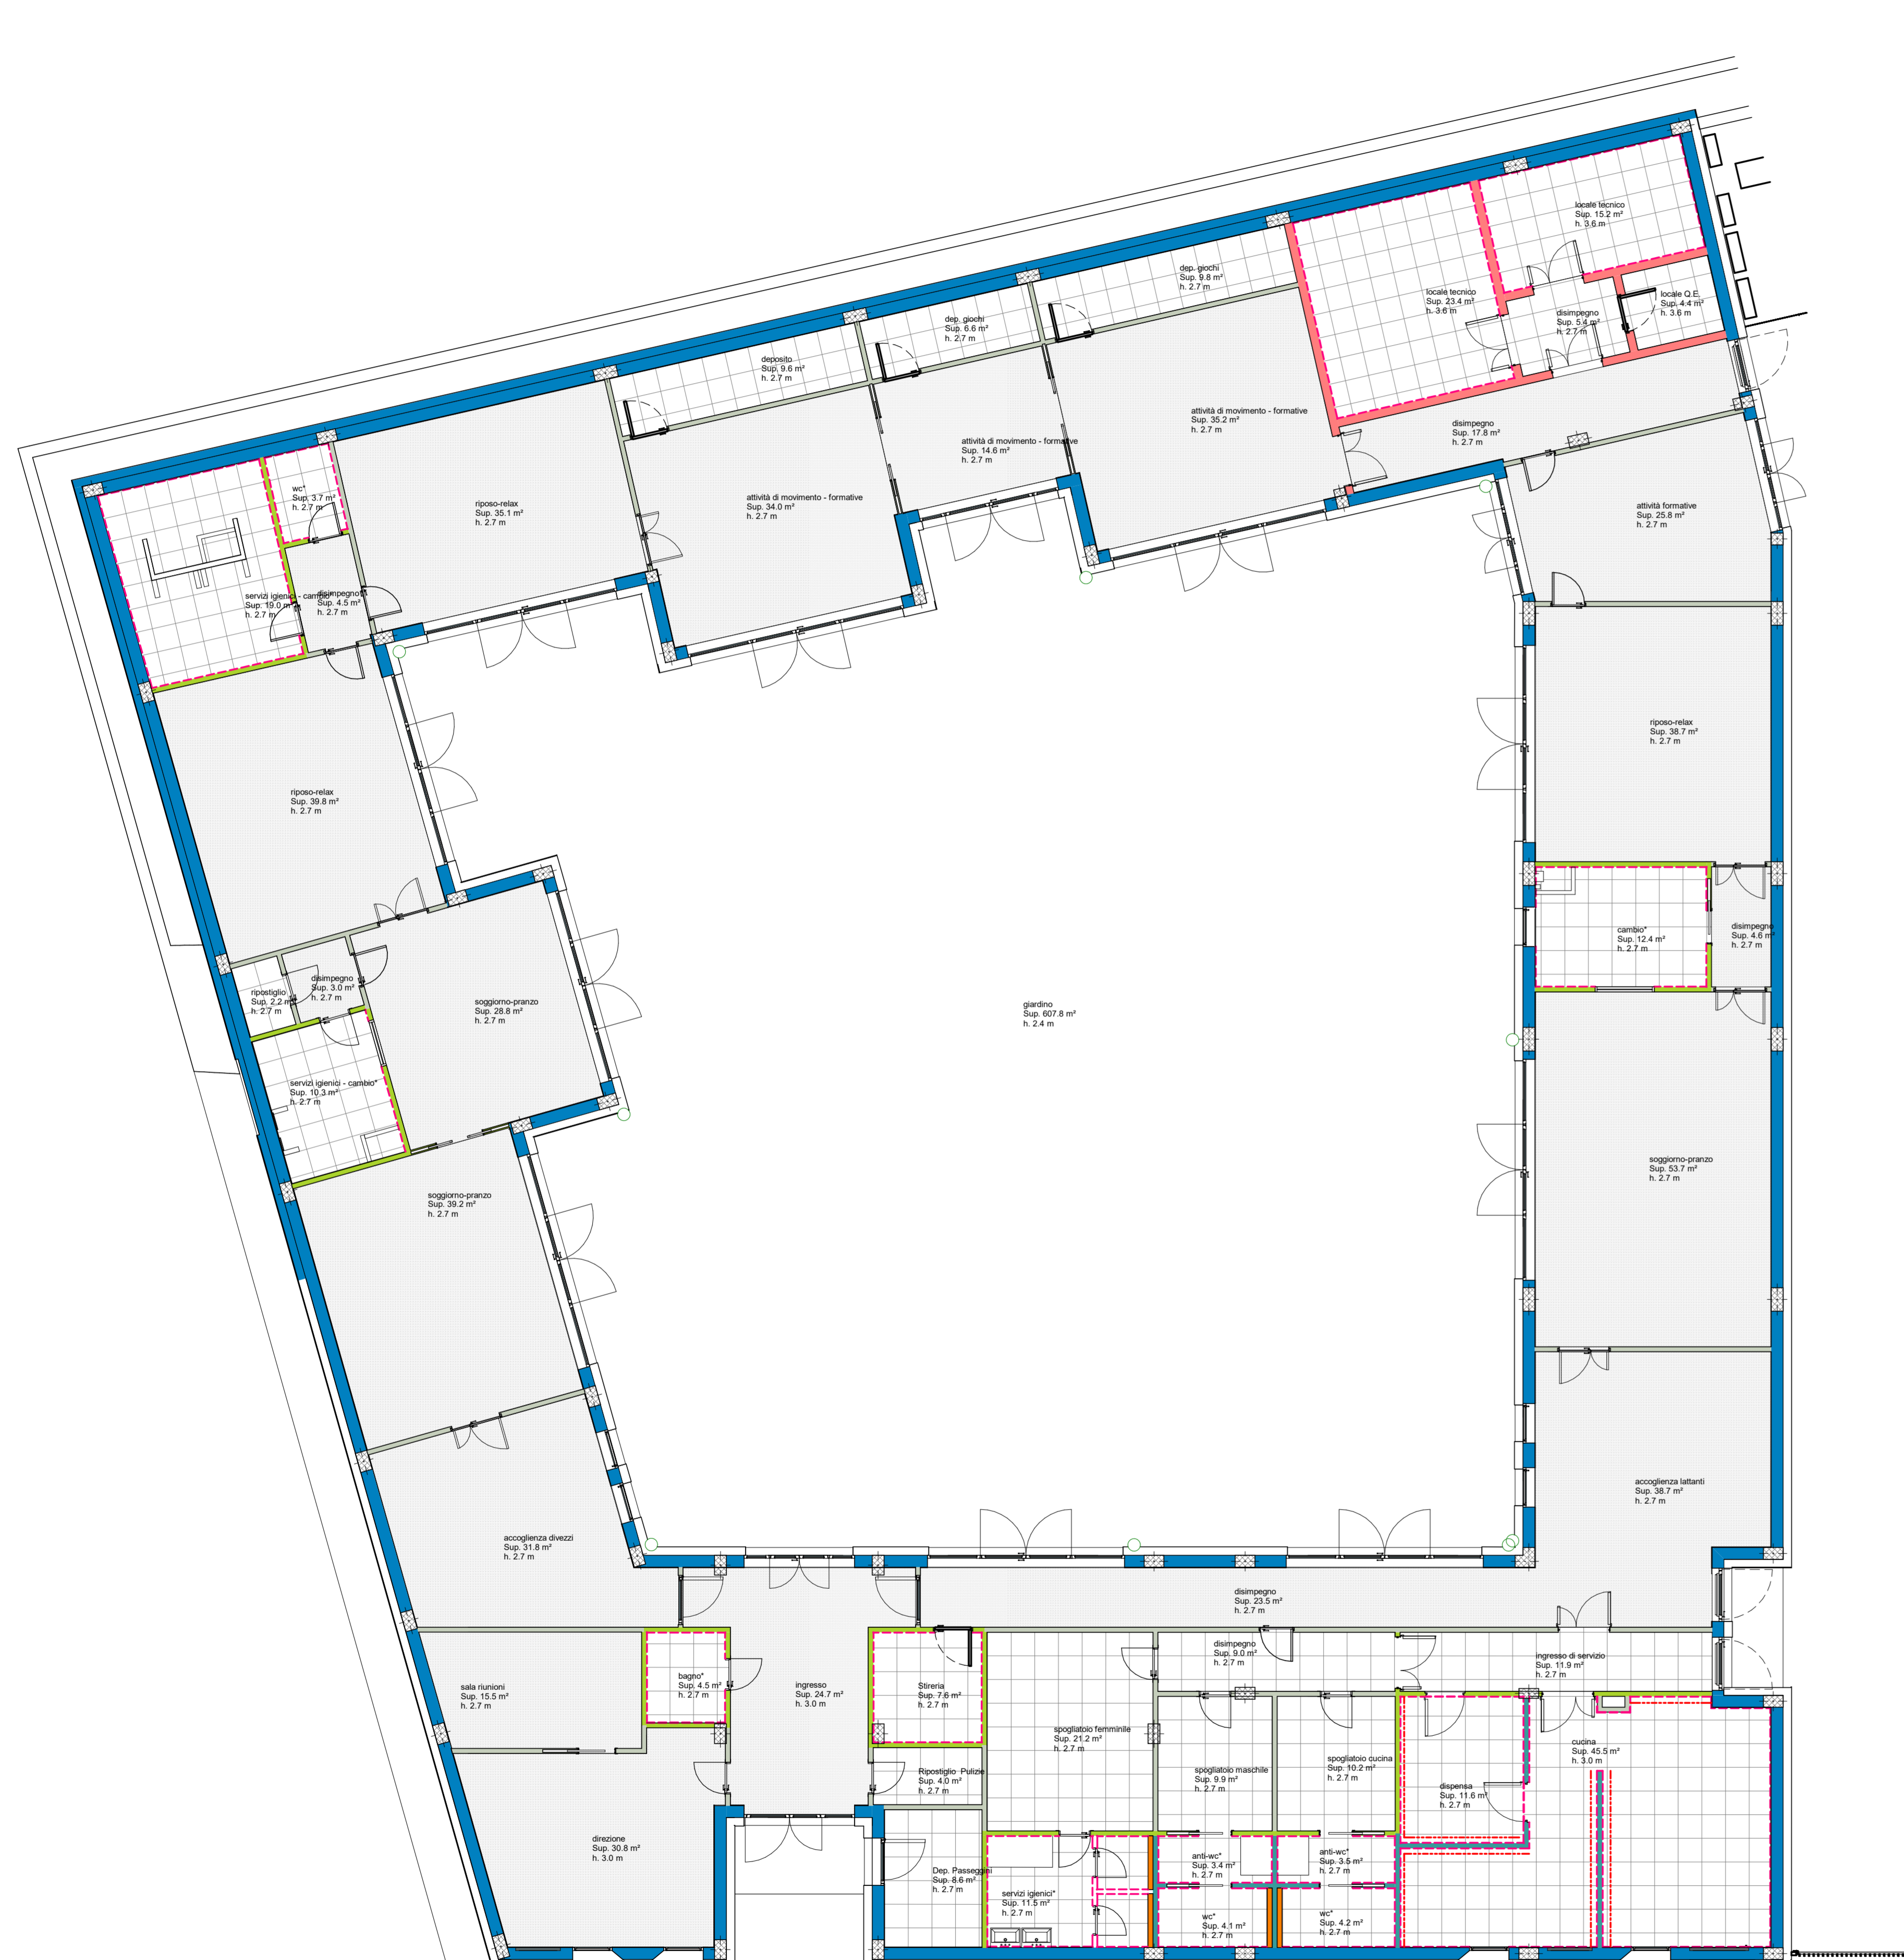 locale tecnico
Sup. 15.2 m²
h. 3.6 m
dep. giochi
Sup. 9.8 m²
h. 2.7 m
locale tecnico
Sup. 23.4 m²
h. 3.6 m
locale Q.E.
Sup. 4.4 m²
h. 3.6 m
disimpegno
Sup. 5.4 m²
h. 2.7 m
dep. giochi
Sup. 6.6 m²
h. 2.7 m
deposito
Sup. 9.6 m²
h. 2.7 m
attività di movimento - formative
Sup. 35.2 m²
h. 2.7 m
disimpegno
Sup. 17.8 m²
h. 2.7 m
attività di movimento - formative
Sup. 14.6 m²
h. 2.7 m
wc*
Sup. 3.7 m²
h. 2.7 m
riposo-relax
Sup. 35.1 m²
h. 2.7 m
attività di movimento - formative
Sup. 34.0 m²
h. 2.7 m
attività formative
Sup. 25.8 m²
h. 2.7 m
servizi igienici - cambio*
Sup. 19.0 m²
h. 2.7 m
disimpegno
Sup. 4.5 m²
h. 2.7 m
riposo-relax
Sup. 38.7 m²
h. 2.7 m
riposo-relax
Sup. 39.8 m²
h. 2.7 m
cambio*
Sup. 12.4 m²
h. 2.7 m
disimpegno
Sup. 4.6 m²
h. 2.7 m
ripostiglio
Sup. 2.2 m²
h. 2.7 m
disimpegno
Sup. 3.0 m²
h. 2.7 m
soggiorno-pranzo
Sup. 28.8 m²
h. 2.7 m
giardino
Sup. 607.8 m²
h. 2.4 m
servizi igienici - cambio*
Sup. 10.3 m²
h. 2.7 m
soggiorno-pranzo
Sup. 53.7 m²
h. 2.7 m
soggiorno-pranzo
Sup. 39.2 m²
h. 2.7 m
accoglienza lattanti
Sup. 38.7 m²
h. 2.7 m
accoglienza divezzi
Sup. 31.8 m²
h. 2.7 m
disimpegno
Sup. 23.5 m²
h. 2.7 m
disimpegno
Sup. 9.0 m²
h. 2.7 m
ingresso di servizio
Sup. 11.9 m²
h. 2.7 m
sala riunioni
Sup. 15.5 m²
h. 2.7 m
bagno*
Sup. 4.5 m²
h. 2.7 m
ingresso
Sup. 24.7 m²
h. 3.0 m
Stireria
Sup. 7.6 m²
h. 2.7 m
spogliatoio femminile
Sup. 21.2 m²
h. 2.7 m
spogliatoio maschile
Sup. 9.9 m²
h. 2.7 m
spogliatoio cucina
Sup. 10.2 m²
h. 2.7 m
cucina
Sup. 45.5 m²
h. 3.0 m
dispensa
Sup. 11.6 m²
h. 2.7 m
Ripostiglio Pulizie
Sup. 4.0 m²
h. 2.7 m
direzione
Sup. 30.8 m²
h. 3.0 m
Dep. Passeggini
Sup. 8.6 m²
h. 2.7 m
servizi igienici*
Sup. 11.5 m²
h. 2.7 m
anti-wc*
Sup. 3.4 m²
h. 2.7 m
anti-wc*
Sup. 3.5 m²
h. 2.7 m
wc*
Sup. 4.1 m²
h. 2.7 m
wc*
Sup. 4.2 m²
h. 2.7 m